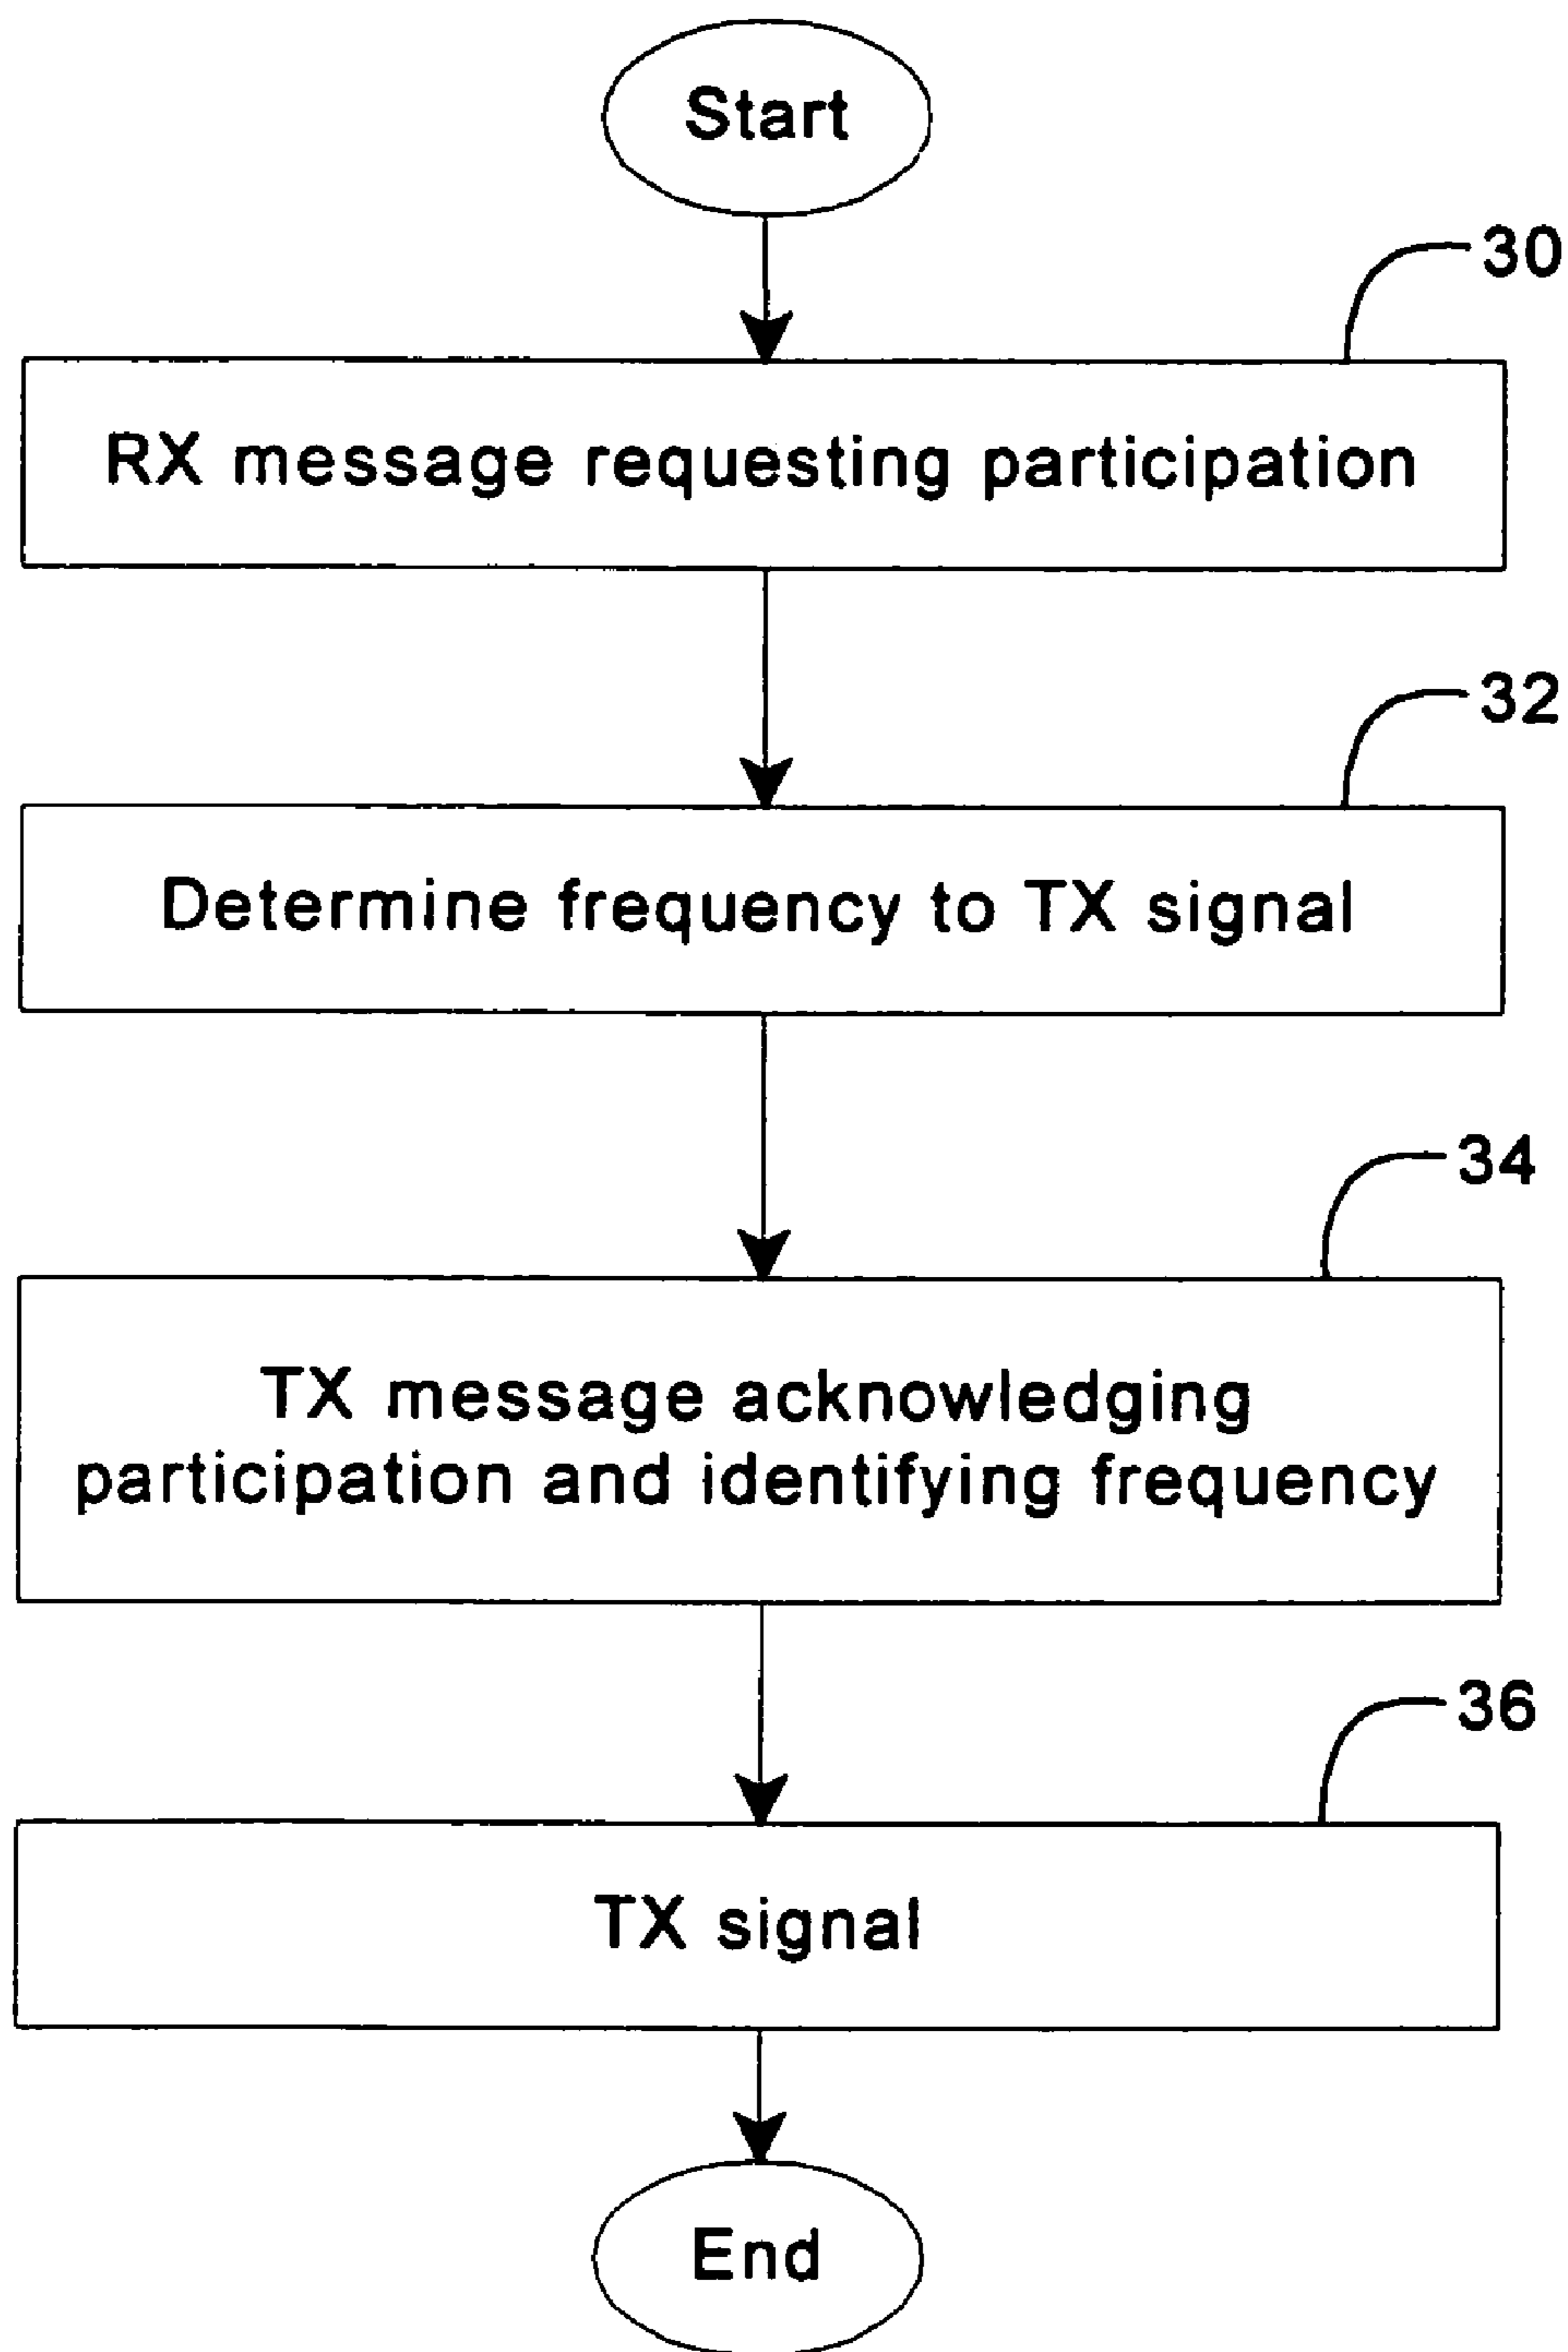 Start
30
RX message requesting participation
32
Determine frequency to TX signal
34
TX message acknowledging
participation and identifying frequency
36
TX signal
End